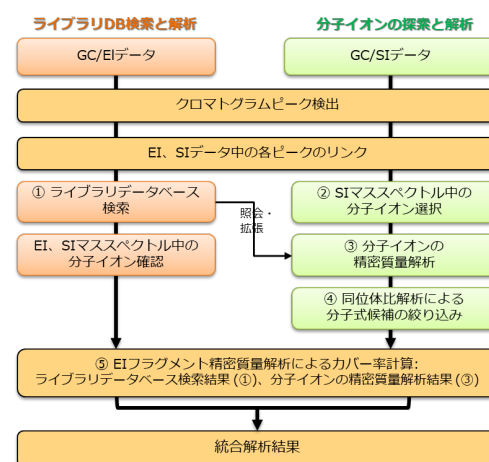 ライブラリDB検索と解析
分子イオンの探索と解析
GC/EIデータ
GC/SIデータ
クロマトグラムピーク検出
EI、SIデータ中の各ピークのリンク
① ライブラリデータベース
検索
照会・
拡張
② SIマススペクトル中の
分子イオン選択
EI、SIマススペクトル中の
分子イオン確認
③ 分子イオンの
精密質量解析
④ 同位体比解析による
分子式候補の絞り込み
⑤ EIフラグメント精密質量解析によるカバー率計算:
ライブラリデータベース検索結果 (①)、分子イオンの精密質量解析結果 (③)
統合解析結果